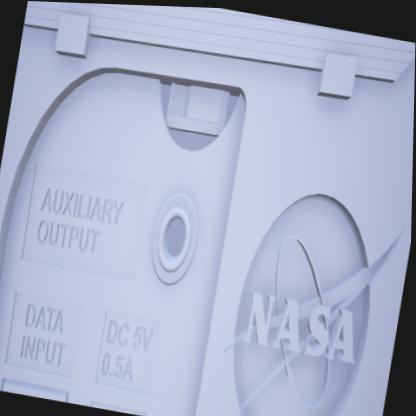 AUXILIARY
OUTPUT
DATA
INPUT
DC 5V
0.5A
NASA